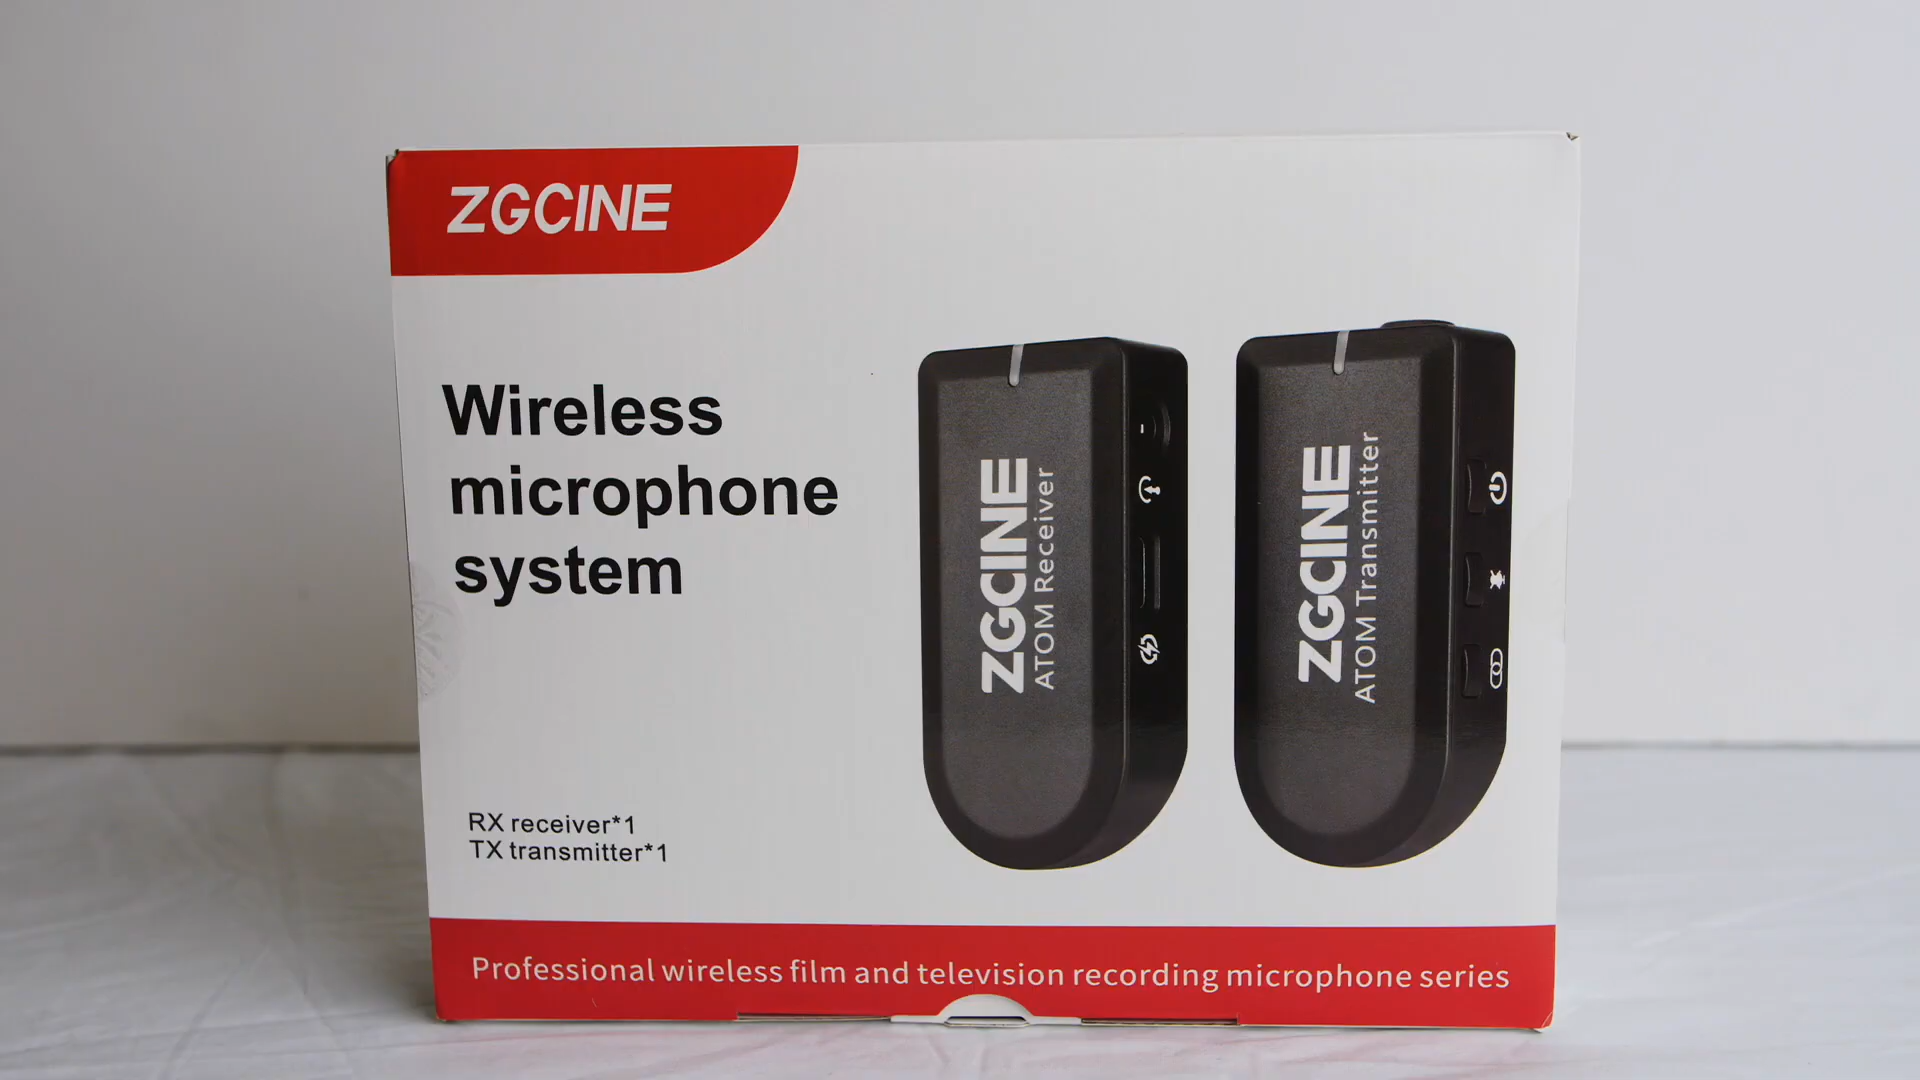 ZGCINE
Wireless
microphone
system
RX receiver*1
TX transmitter*1
ZGCINE
ATOM Receiver
ZGCINE
ATOM Transmitter
Professional wireless film and television recording microphone series